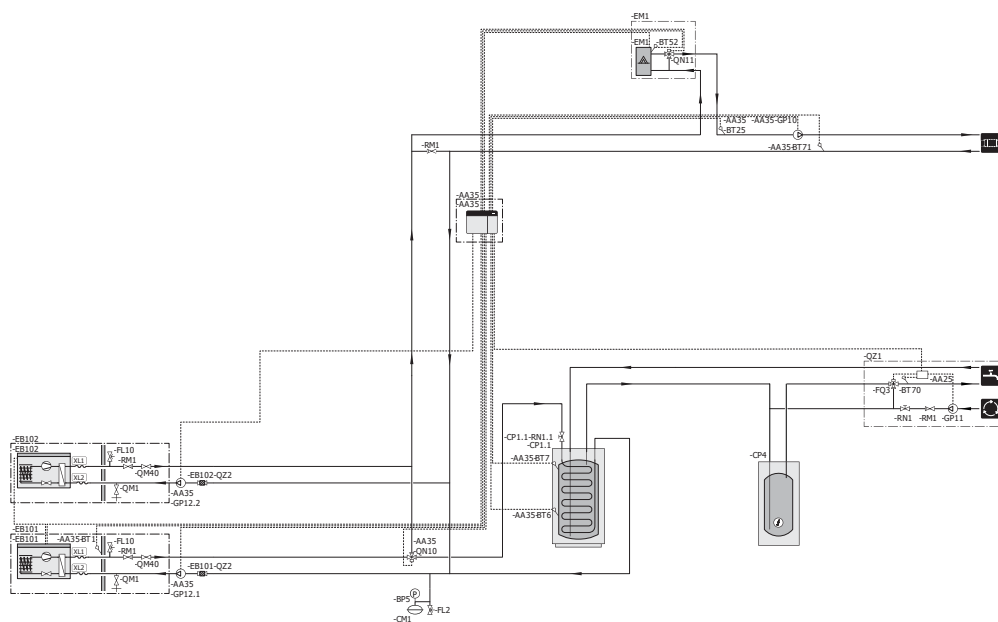 -EM1
-EM1
-BT52
-QN11
-AA35
-BT25
-AA35-GP10
-RM1
-AA35-BT71
-AA35
-AA35
-QZ1
-FQ3
-BT70
-AA25
-RN1
-RM1
-GP11
-CP1.1-RN1.1
-CP1.1
-AA35-BT7
-AA35-BT6
-CP4
-EB102
-EB102
XL1
XL2
-FL10
-RM1
-QM40
-QM1
-EB102-QZ2
-AA35
-GP12.2
-EB101
-EB101
-AA35-BT1
XL1
XL2
-FL10
-RM1
-QM40
-QM1
-EB101-QZ2
-AA35
-GP12.1
-AA35
-QN10
P
-BP5
-CM1
-FL2